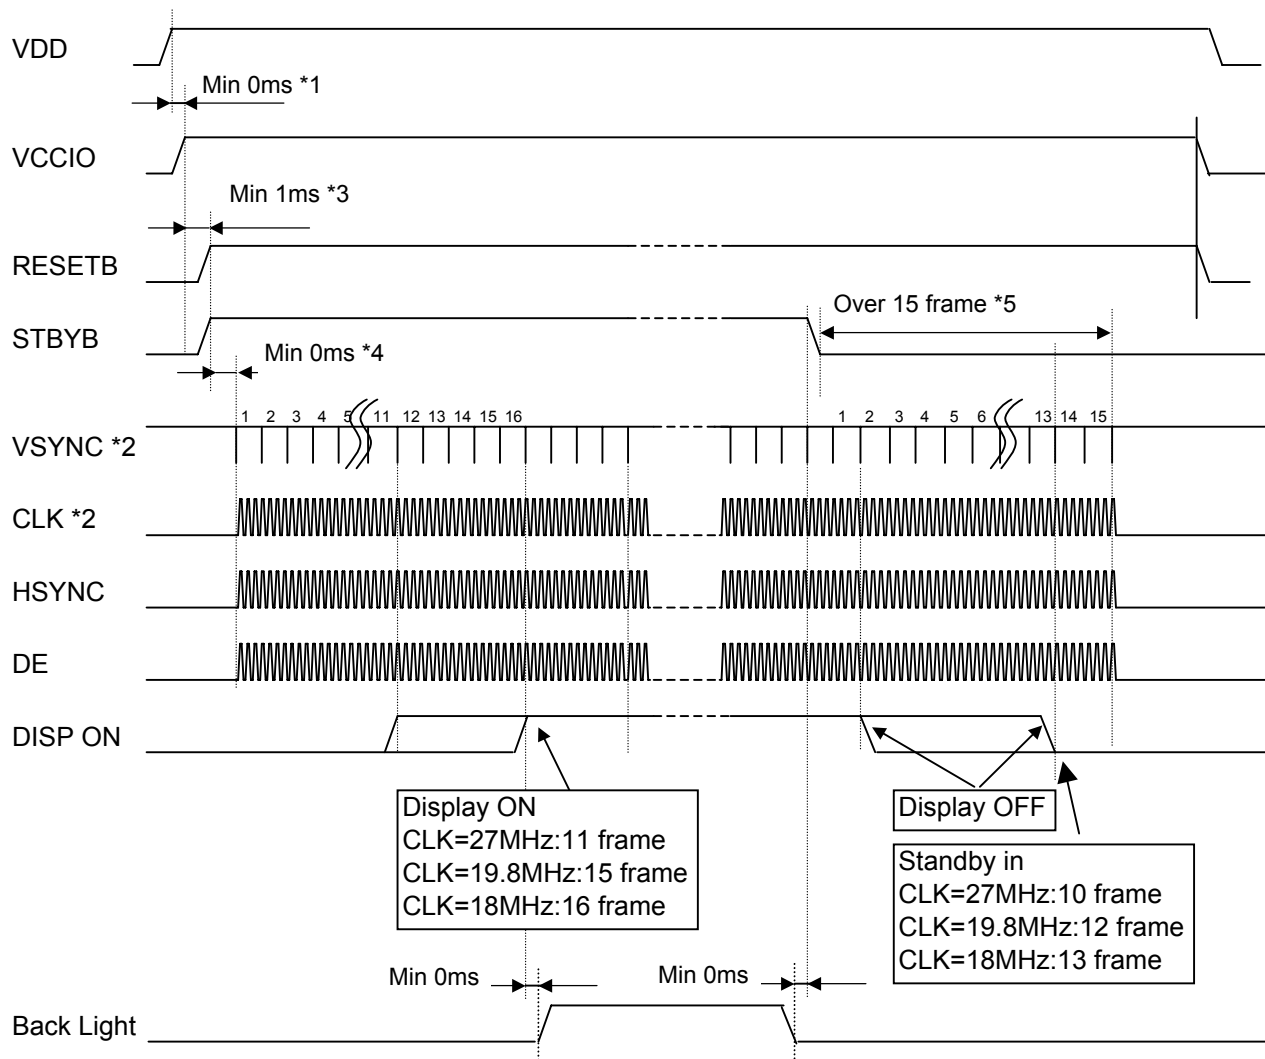 VDD
Min 0ms *1
VCCIO
Min 1ms *3
RESETB
Over 15 frame *5
STBYB
Min 0ms *4
1 2 3 4 5 11 12 13 14 15 16 1 2 3 4 5 6 13 14 15
VSYNC *2
CLK *2
HSYNC
DE
DISP ON
Display ON
CLK=27MHz:11 frame
CLK=19.8MHz:15 frame
CLK=18MHz:16 frame
Display OFF
Standby in
CLK=27MHz:10 frame
CLK=19.8MHz:12 frame
CLK=18MHz:13 frame
Min 0ms
Min 0ms
Back Light